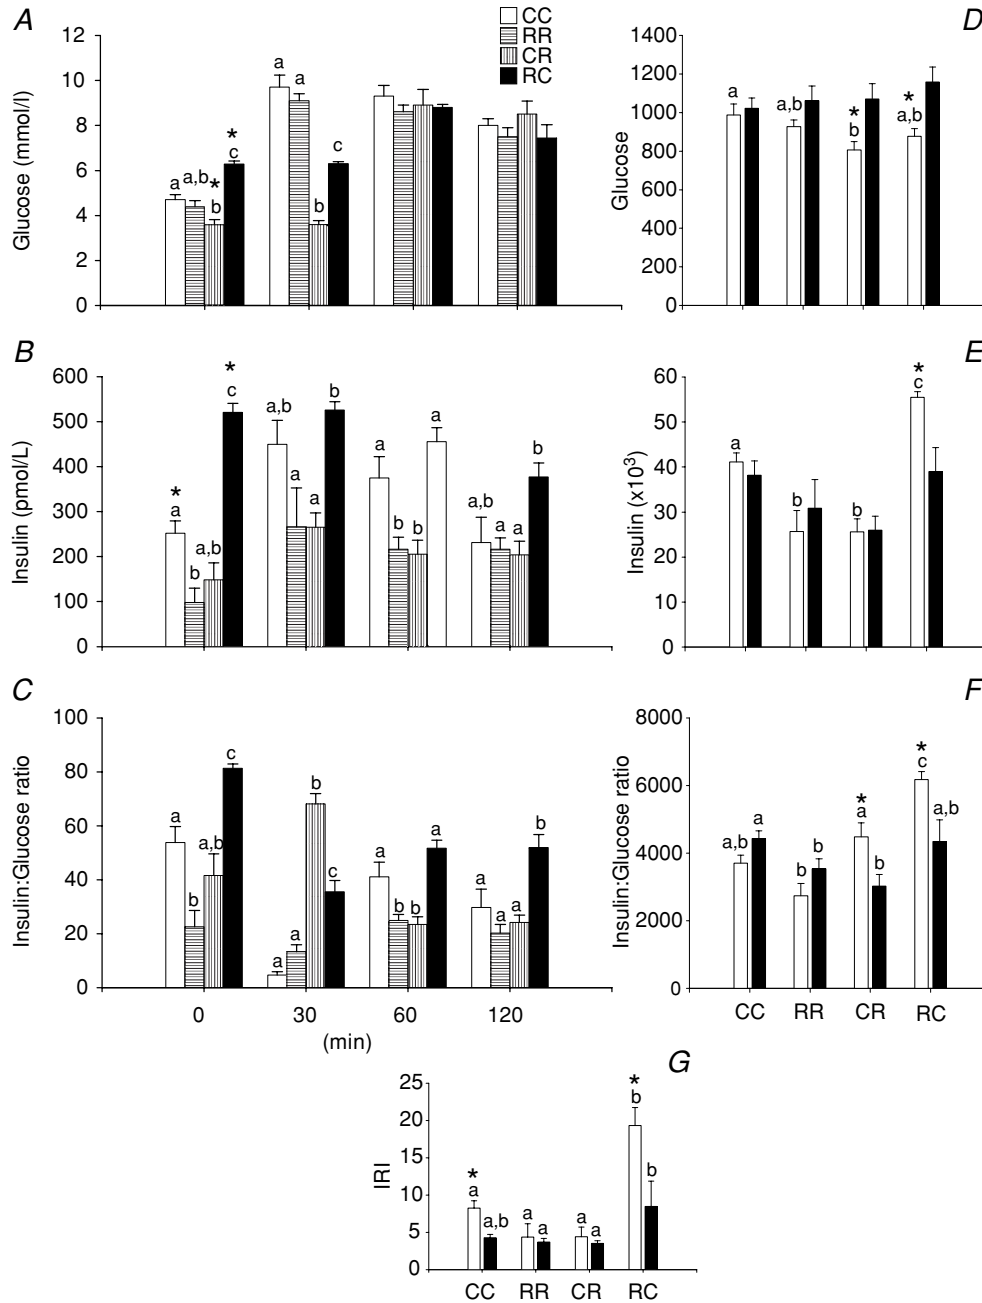 A
CC
RR
CR
RC
Glucose (mmol/l)
12
10
8
6
4
2
0
a
a,b
*
b
*
c
a
a
b
c
D
Glucose
1400
1200
1000
800
600
400
200
0
a
a,b
*
b
*
a,b
B
Insulin (pmol/L)
600
500
400
300
200
100
0
*
a
b
a,b
*
c
a,b
a
a
b
a
b
b
a
a,b
a
a
b
E
Insulin (x10³)
60
40
20
0
a
b
b
*
c
C
Insulin:Glucose ratio
100
80
60
40
20
0
a
b
a,b
c
a
a
b
c
a
b
b
a
a
a
a
b
0
30
60
120
(min)
F
Insulin:Glucose ratio
8000
6000
4000
2000
0
a,b
a
b
b
*
a
b
*
c
a,b
CC
RR
CR
RC
G
IRI
25
20
15
10
5
0
*
a
a,b
a
a
a
a
*
b
b
CC
RR
CR
RC